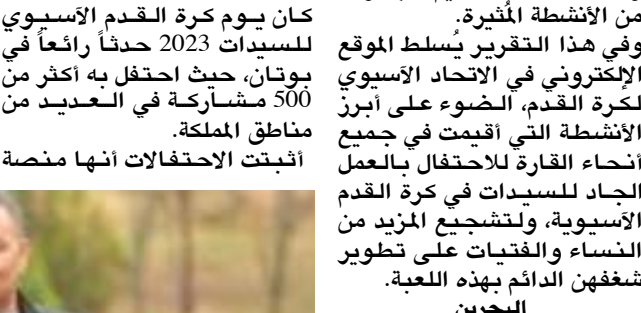 من الأنشطة المُثيرة.
وفي هذا التقرير يُسلط الموقع
الإلكتروني في الاتحاد الآسيوي
لكرة القدم، الضوء على أبرز
الأنشطة التي أقيمت في جميع
أنحاء القارة للاحتفال بالعمل
الجاد للسيدات في كرة القدم
الآسيوية، ولتشجيع المزيد من
النساء والفتيات على تطوير
شغفهن الدائم بهذه اللعبة.
البحرين
كان يوم كرة القدم الآسيوي
للسيدات 2023 حدثاً رائعاً في
بوتان، حيث احتفل به أكثر من
500 مشاركة في العديد من
مناطق المملكة.
أثبتت الاحتفالات أنها منصة